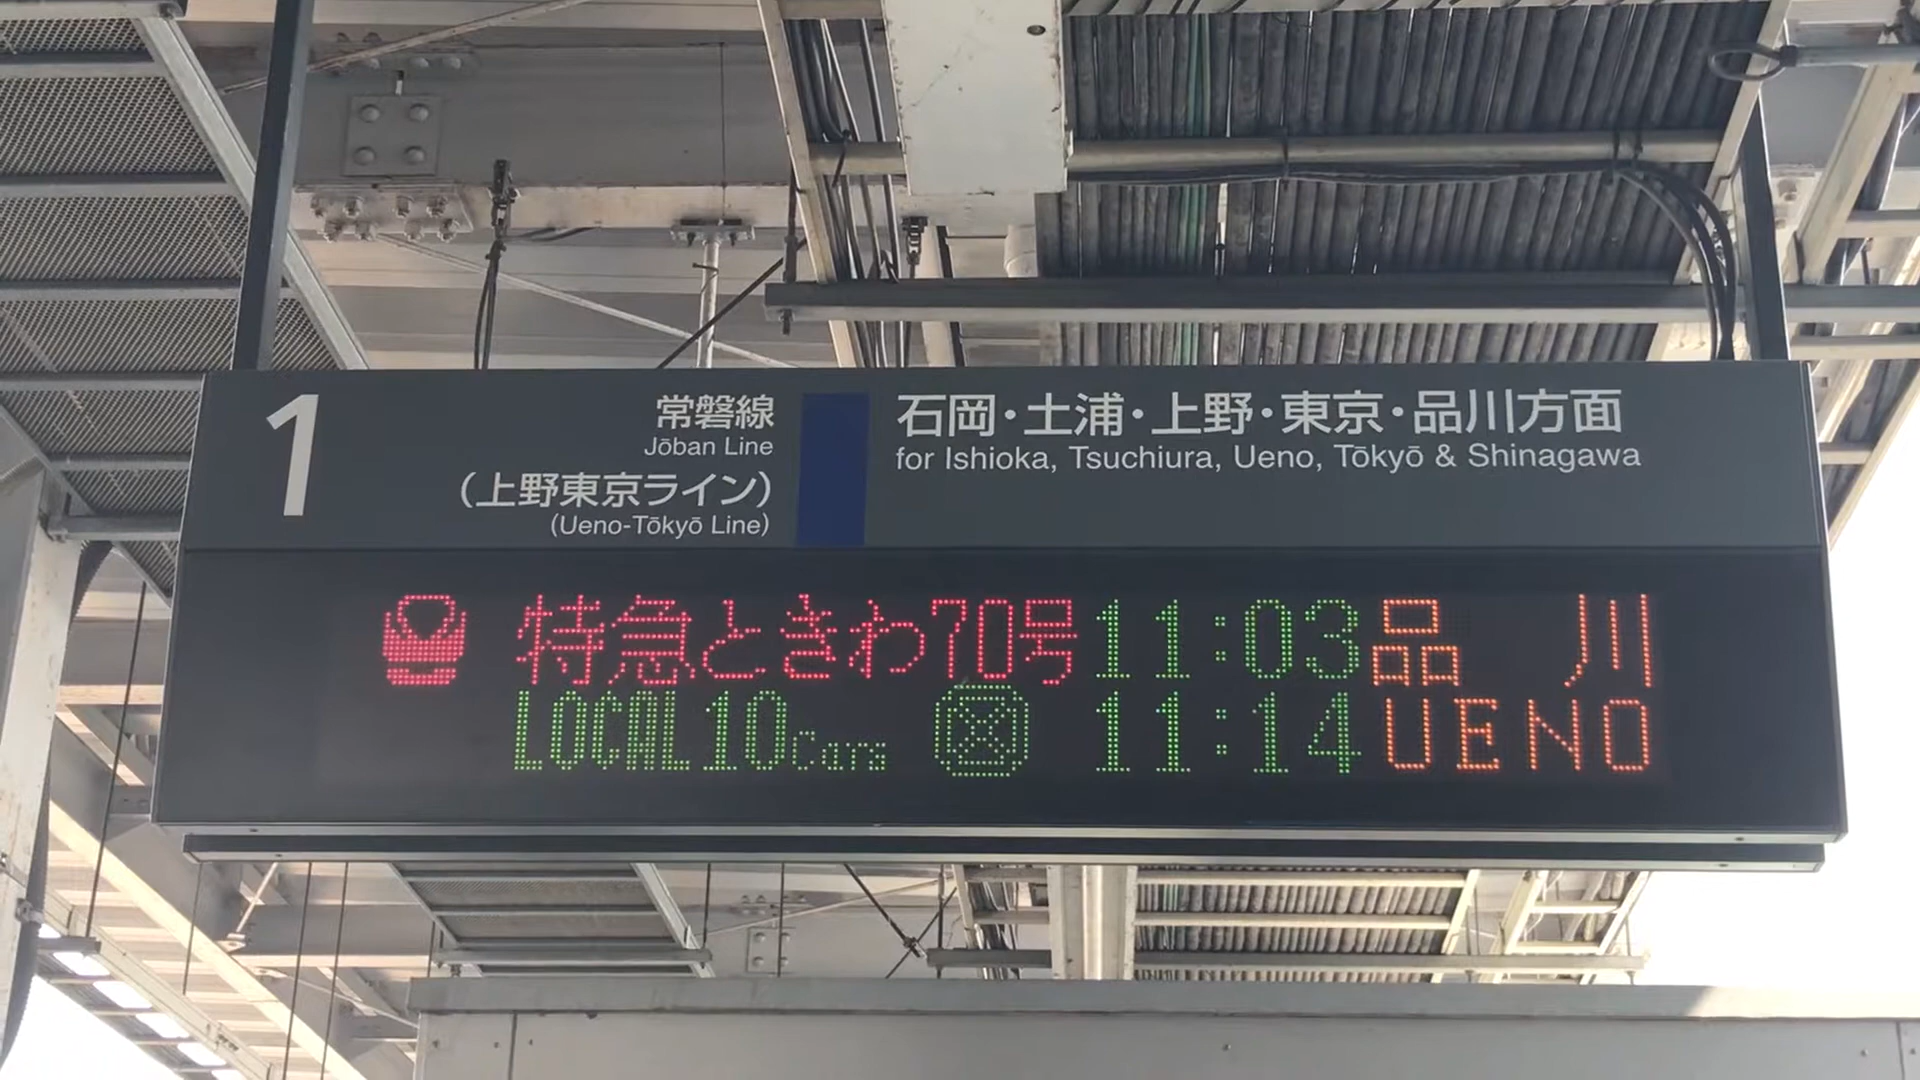 1
常磐線
Jōban Line
(上野東京ライン)
(Ueno-Tōkyō Line)
石岡・土浦・上野・東京・品川方面
for Ishioka, Tsuchiura, Ueno, Tōkyō & Shinagawa
特急ときわ70号 11:03 品川
LOCAL 10Cars 11:14 UENO